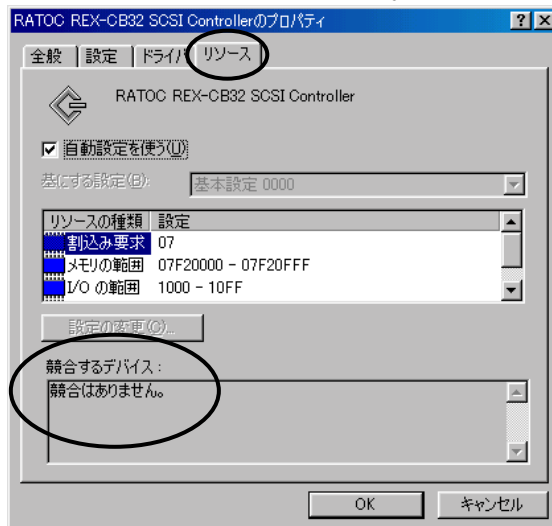 RATOC REX-CB32 SCSI Controllerのプロパティ
全般 設定 ドライバ リソース
RATOC REX-CB32 SCSI Controller
自動設定を使う(U)
基にする設定(B): 基本設定 0000
リソースの種類 設定
割込み要求 07
メモリの範囲 07F20000 - 07F20FFF
I/O の範囲 1000 - 10FF
設定の変更(C)...
競合するデバイス:
競合はありません。
OK キャンセル